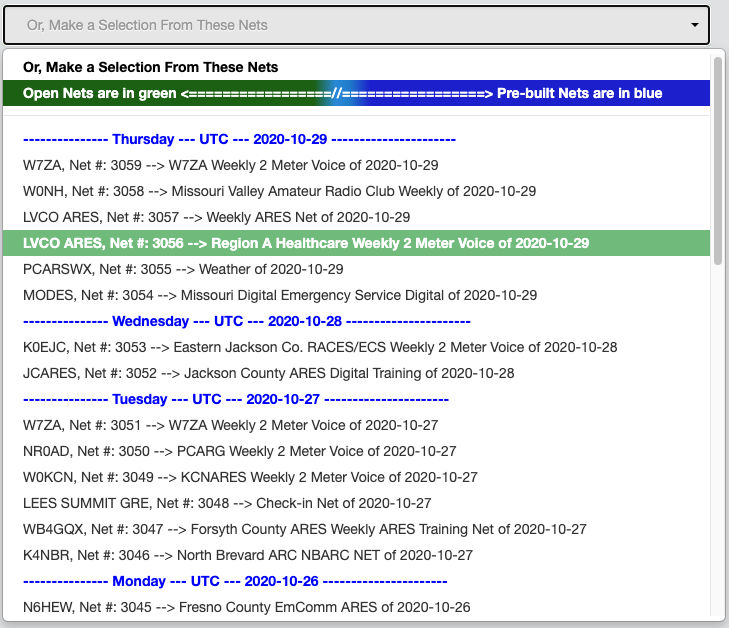 Or, Make a Selection From These Nets
Or, Make a Selection From These Nets
Open Nets are in green <=================//=================> Pre-built Nets are in blue
--------------- Thursday --- UTC --- 2020-10-29 ----------------------
W7ZA, Net #: 3059 --> W7ZA Weekly 2 Meter Voice of 2020-10-29
W0NH, Net #: 3058 --> Missouri Valley Amateur Radio Club Weekly of 2020-10-29
LVCO ARES, Net #: 3057 --> Weekly ARES Net of 2020-10-29
LVCO ARES, Net #: 3056 --> Region A Healthcare Weekly 2 Meter Voice of 2020-10-29
PCARSWX, Net #: 3055 --> Weather of 2020-10-29
MODES, Net #: 3054 --> Missouri Digital Emergency Service Digital of 2020-10-29
--------------- Wednesday --- UTC --- 2020-10-28 ----------------------
K0EJC, Net #: 3053 --> Eastern Jackson Co. RACES/ECS Weekly 2 Meter Voice of 2020-10-28
JCARES, Net #: 3052 --> Jackson County ARES Digital Training of 2020-10-28
--------------- Tuesday --- UTC --- 2020-10-27 ----------------------
W7ZA, Net #: 3051 --> W7ZA Weekly 2 Meter Voice of 2020-10-27
NR0AD, Net #: 3050 --> PCARG Weekly 2 Meter Voice of 2020-10-27
W0KCN, Net #: 3049 --> KCNARES Weekly 2 Meter Voice of 2020-10-27
LEES SUMMIT GRE, Net #: 3048 --> Check-in Net of 2020-10-27
WB4GQX, Net #: 3047 --> Forsyth County ARES Weekly ARES Training Net of 2020-10-27
K4NBR, Net #: 3046 --> North Brevard ARC NBARC NET of 2020-10-27
--------------- Monday --- UTC --- 2020-10-26 ----------------------
N6HEW, Net #: 3045 --> Fresno County EmComm ARES of 2020-10-26